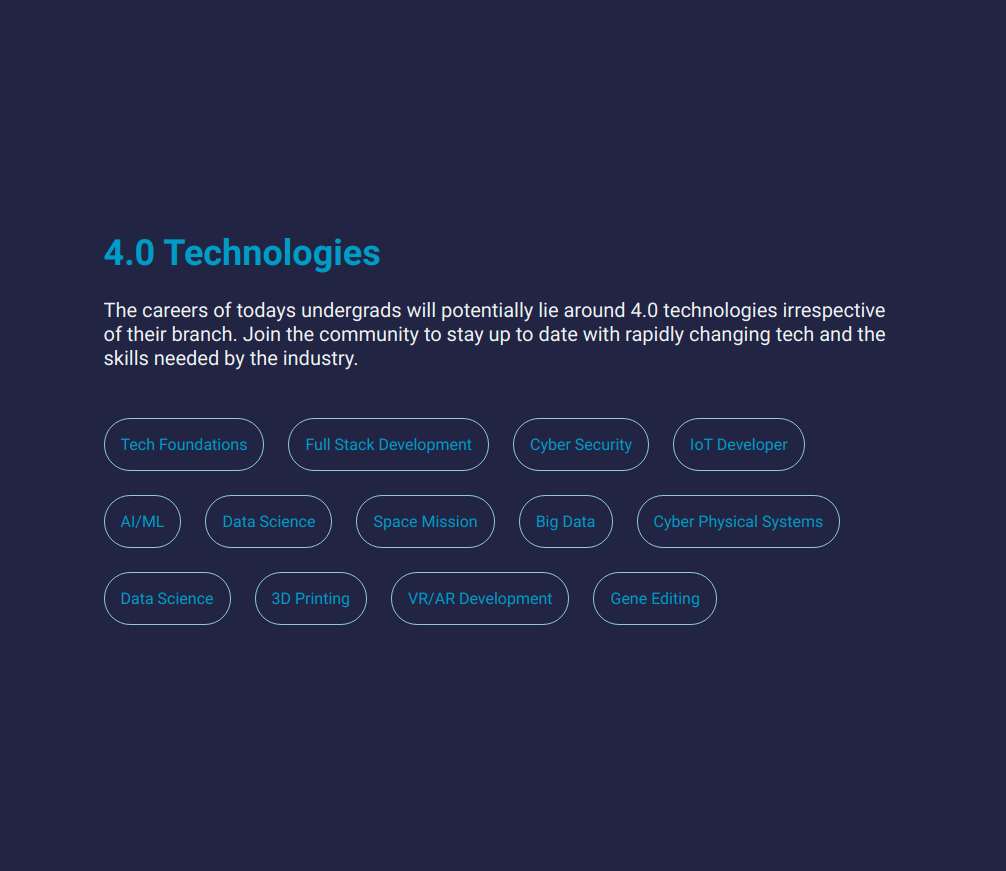 4.0 Technologies
The careers of todays undergrads will potentially lie around 4.0 technologies irrespective
of their branch. Join the community to stay up to date with rapidly changing tech and the
skills needed by the industry.
Tech Foundations Full Stack Development Cyber Security IoT Developer
AI/ML Data Science Space Mission Big Data Cyber Physical Systems
Data Science 3D Printing VR/AR Development Gene Editing